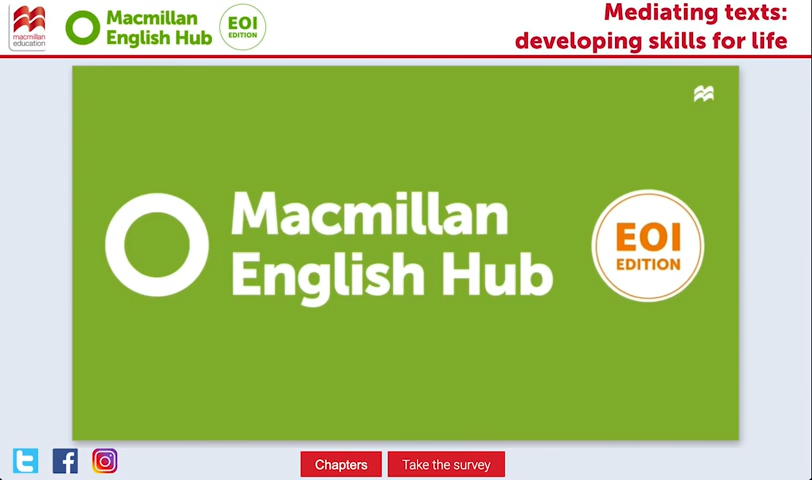 macmillan
education
Macmillan
English Hub
EOI
EDITION
Mediating texts:
developing skills for life
Macmillan
English Hub
EOI
EDITION
Chapters
Take the survey